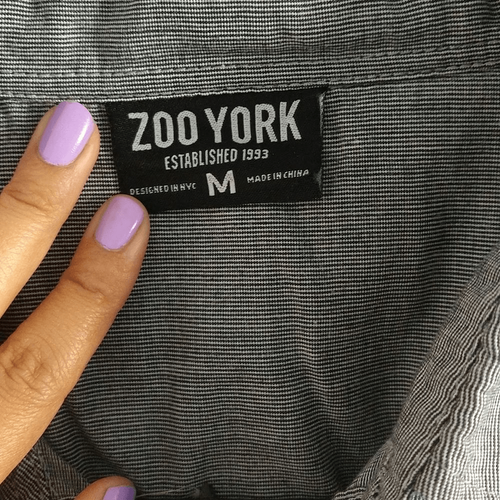 ZOO YORK
ESTABLISHED 1993
DESIGNED IN NYC M MADE IN CHINA